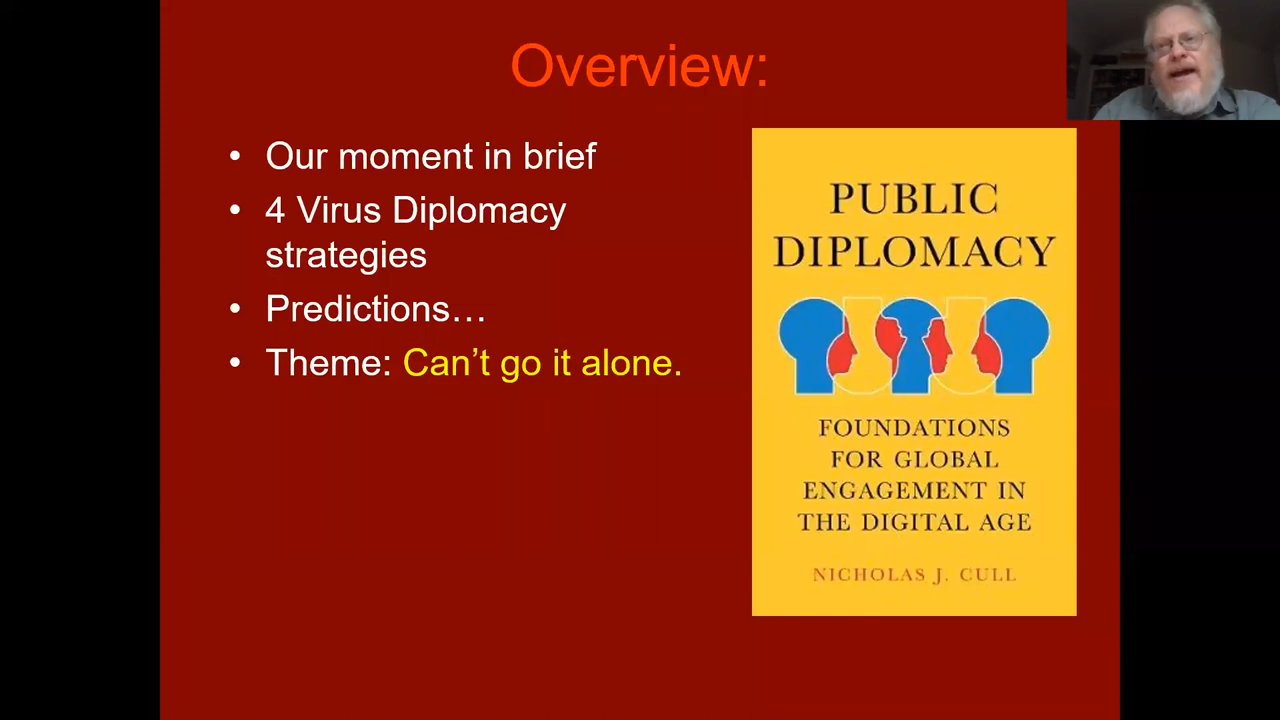 Overview:
• Our moment in brief
• 4 Virus Diplomacy
strategies
• Predictions…
• Theme: Can't go it alone.
PUBLIC
DIPLOMACY
FOUNDATIONS
FOR GLOBAL
ENGAGEMENT IN
THE DIGITAL AGE
NICHOLAS J. CULL